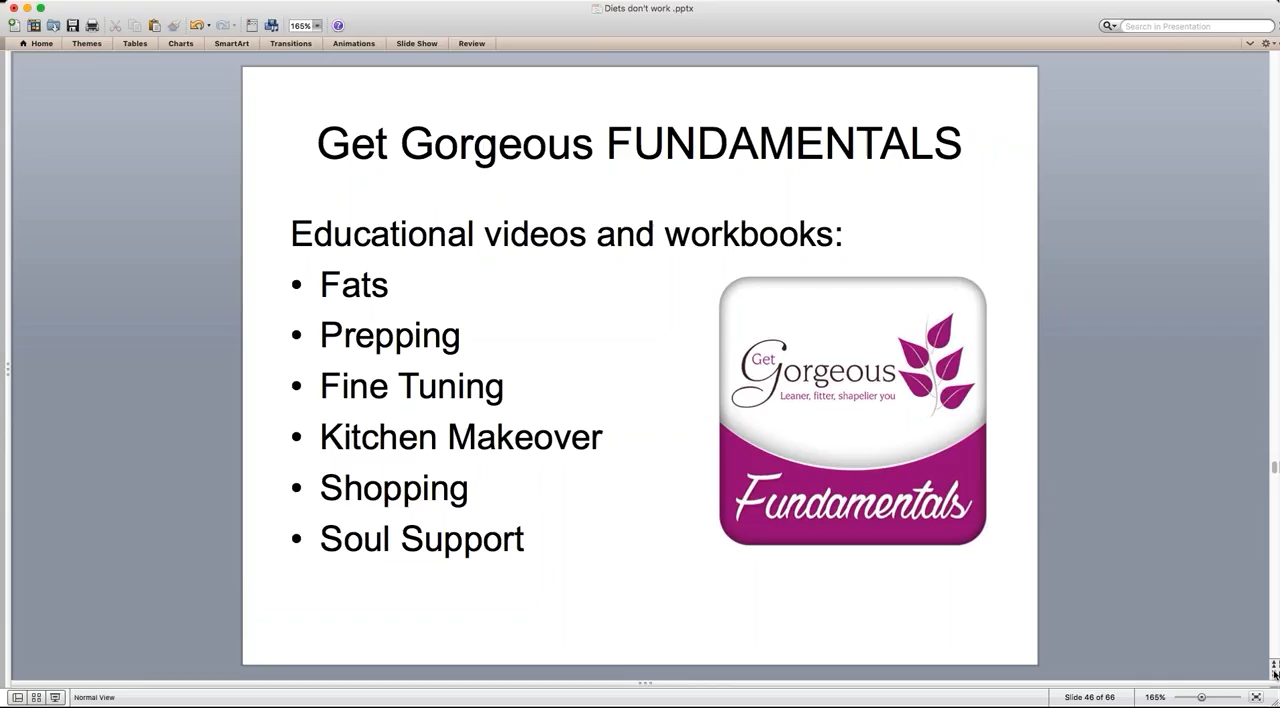 Diets don't work .pptx
165%
Search in Presentation
Home Themes Tables Charts SmartArt Transitions Animations Slide Show Review
Get Gorgeous FUNDAMENTALS
Educational videos and workbooks:
• Fats
• Prepping
• Fine Tuning
• Kitchen Makeover
• Shopping
• Soul Support
Get
Gorgeous
Leaner, fitter, shapelier you
Fundamentals
Normal View Slide 46 of 66 165%